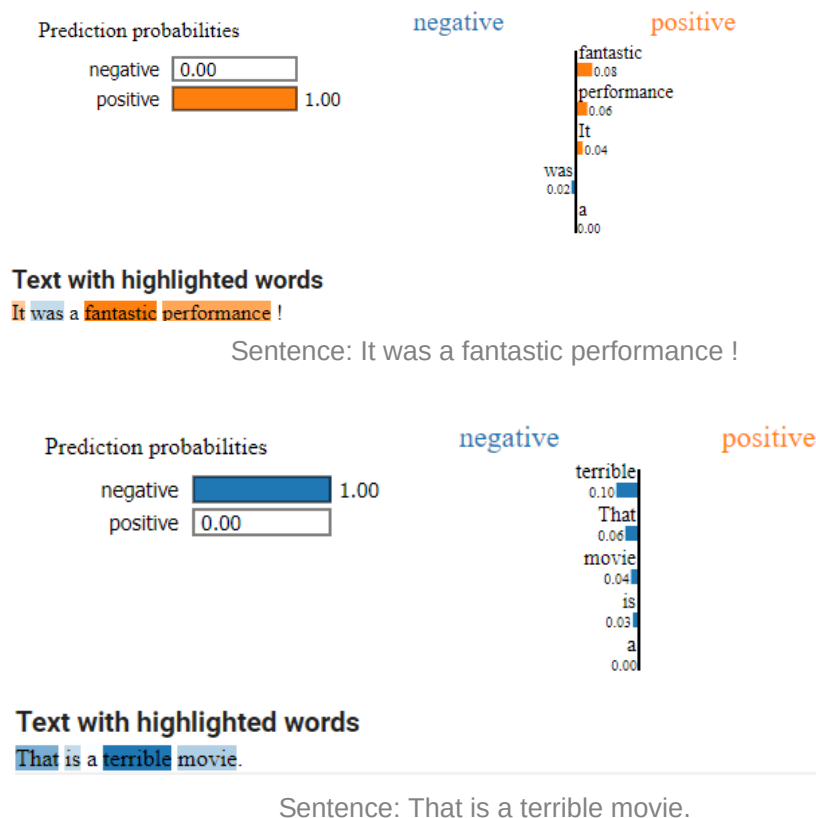 Prediction probabilities
negative 0.00
positive 1.00
negative positive
fantastic
0.08
performance
0.06
It
0.04
was
0.02
a
0.00
Text with highlighted words
It was a fantastic performance !
Sentence: It was a fantastic performance !
Prediction probabilities
negative 1.00
positive 0.00
negative positive
terrible
0.10
That
0.06
movie
0.04
is
0.03
a
0.00
Text with highlighted words
That is a terrible movie.
Sentence: That is a terrible movie.